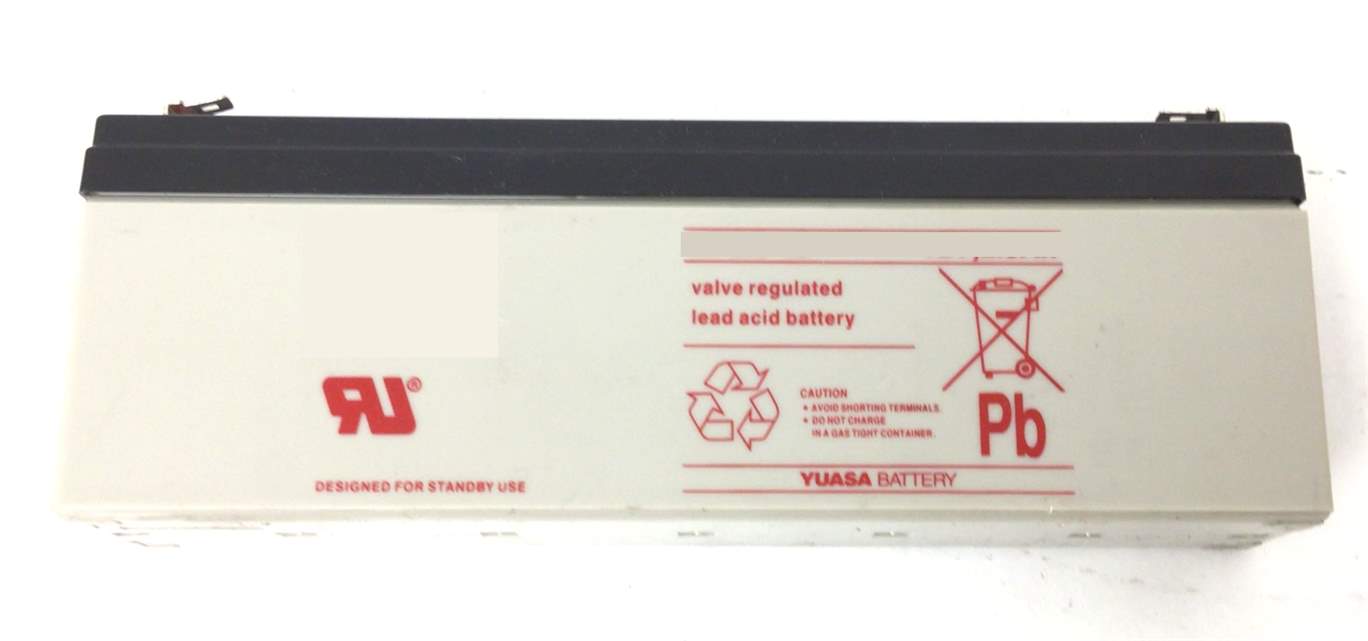 valve regulated
lead acid battery
CAUTION
• AVOID SHORTING TERMINALS.
• DO NOT CHARGE
IN A GAS TIGHT CONTAINER.
Pb
RU®
DESIGNED FOR STANDBY USE
YUASA BATTERY